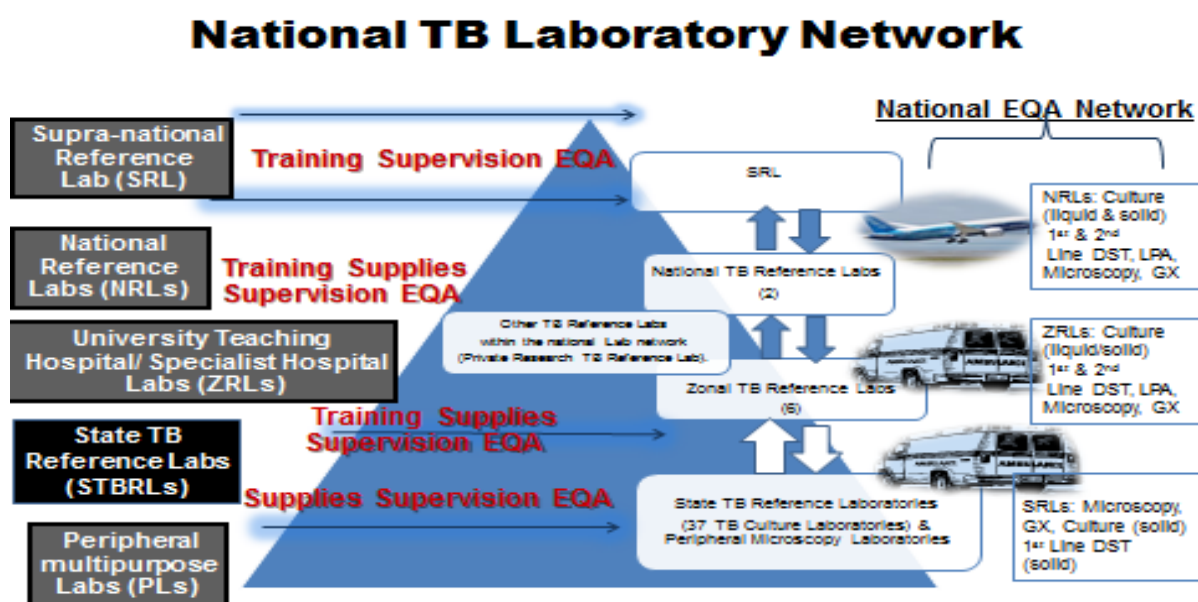 National TB Laboratory Network
National EQA Network
Supra-national
Reference
Lab (SRL)
Training Supervision EQA
SRL
NRLs: Culture
(liquid & solid)
1st & 2nd
Line DST, LPA,
Microscopy, GX
National
Reference
Labs (NRLs)
Training Supplies
Supervision EQA
National TB Reference Labs
(2)
Other TB Reference Labs
within the national Lab network
(Private Research TB Reference Lab).
University Teaching
Hospital/ Specialist Hospital
Labs (ZRLs)
Zonal TB Reference Labs
(6)
AMBULANCE
ZRLs: Culture
(liquid/solid)
1st & 2nd
Line DST, LPA,
Microscopy, GX
Training Supplies
Supervision EQA
State TB
Reference Labs
(STBRLs)
Supplies Supervision EQA
State TB Reference Laboratories
(37 TB Culture Laboratories) &
Peripheral Microscopy Laboratories
AMBULANCE
SRLs: Microscopy,
GX, Culture (solid)
1st Line DST
(solid)
Peripheral
multipurpose
Labs (PLs)